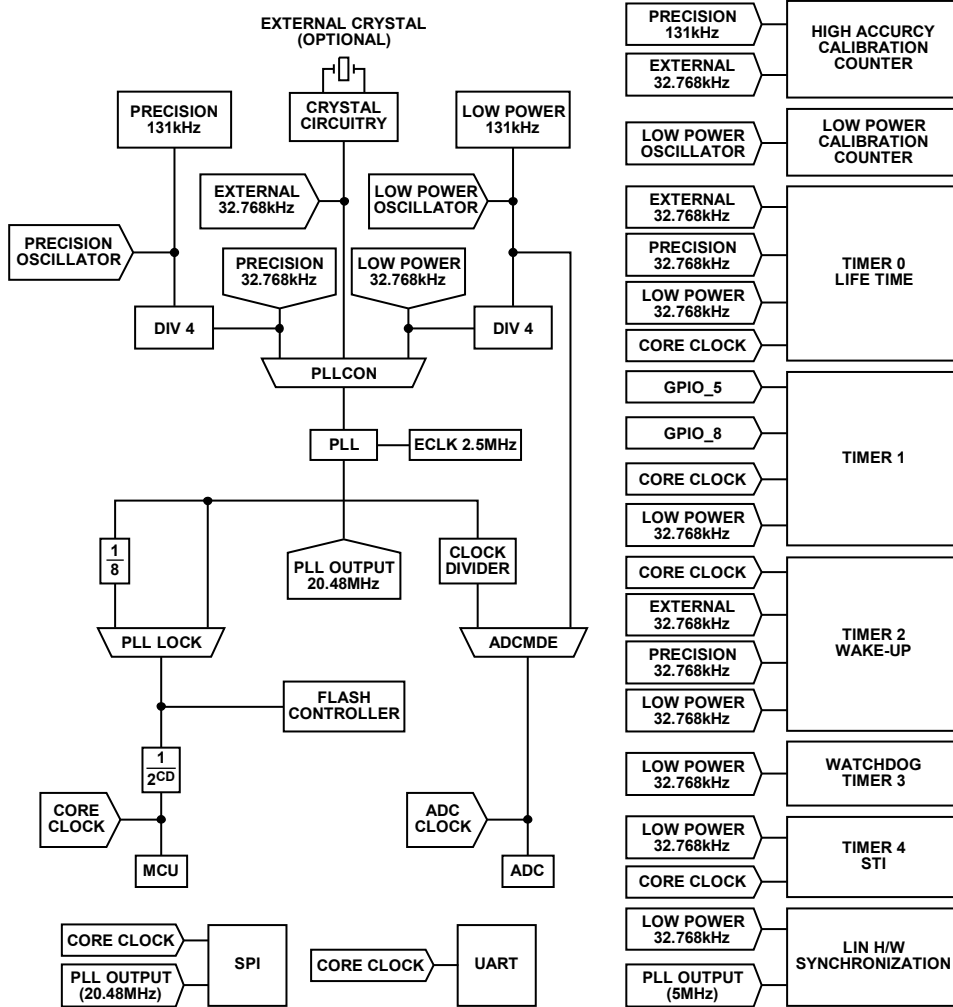 EXTERNAL CRYSTAL
(OPTIONAL)
PRECISION
131kHz
CRYSTAL
CIRCUITRY
LOW POWER
131kHz
EXTERNAL
32.768kHz
LOW POWER
OSCILLATOR
PRECISION
OSCILLATOR
PRECISION
32.768kHz
LOW POWER
32.768kHz
DIV 4
DIV 4
PLLCON
PLL
ECLK 2.5MHz
1
8
PLL OUTPUT
20.48MHz
CLOCK
DIVIDER
PLL LOCK
ADCMDE
FLASH
CONTROLLER
1
2CD
CORE
CLOCK
ADC
CLOCK
MCU
ADC
CORE CLOCK
PLL OUTPUT
(20.48MHz)
SPI
CORE CLOCK
UART
PRECISION
131kHz
EXTERNAL
32.768kHz
HIGH ACCURCY
CALIBRATION
COUNTER
LOW POWER
OSCILLATOR
LOW POWER
CALIBRATION
COUNTER
EXTERNAL
32.768kHz
PRECISION
32.768kHz
LOW POWER
32.768kHz
CORE CLOCK
TIMER 0
LIFE TIME
GPIO_5
GPIO_8
CORE CLOCK
LOW POWER
32.768kHz
TIMER 1
CORE CLOCK
EXTERNAL
32.768kHz
PRECISION
32.768kHz
LOW POWER
32.768kHz
TIMER 2
WAKE-UP
LOW POWER
32.768kHz
WATCHDOG
TIMER 3
LOW POWER
32.768kHz
CORE CLOCK
TIMER 4
STI
LOW POWER
32.768kHz
PLL OUTPUT
(5MHz)
LIN H/W
SYNCHRONIZATION